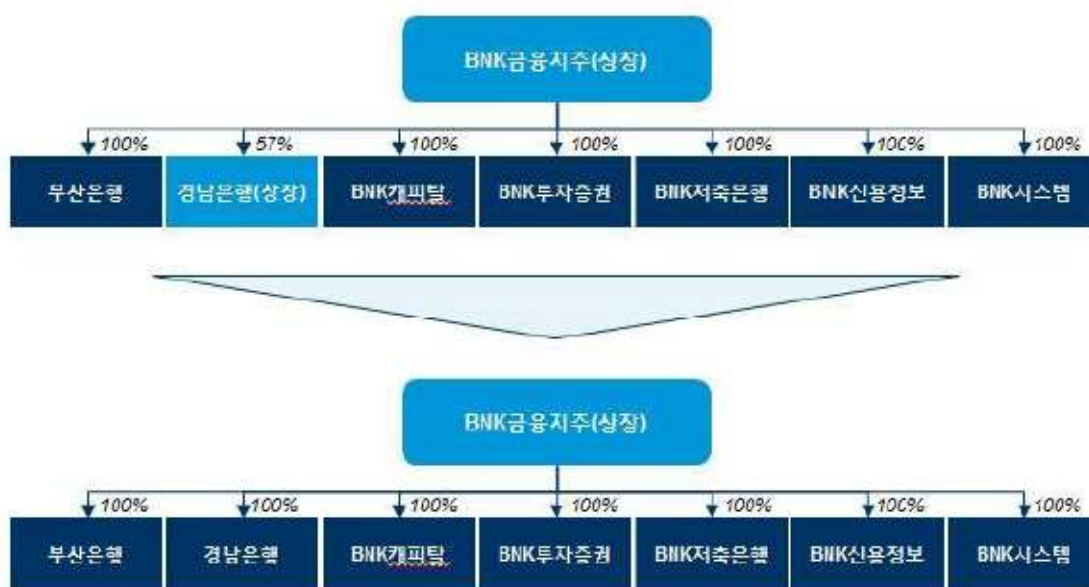 BNK금융지주(상장)
100% 57% 100% 100% 100% 100% 100%
부산은행 경남은행(상장) BNK캐피탈 BNK투자증권 BNK저축은행 BNK신용정보 BNK시스템
BNK금융지주(상장)
100% 100% 100% 100% 100% 100% 100%
부산은행 경남은행 BNK캐피탈 BNK투자증권 BNK저축은행 BNK신용정보 BNK시스템